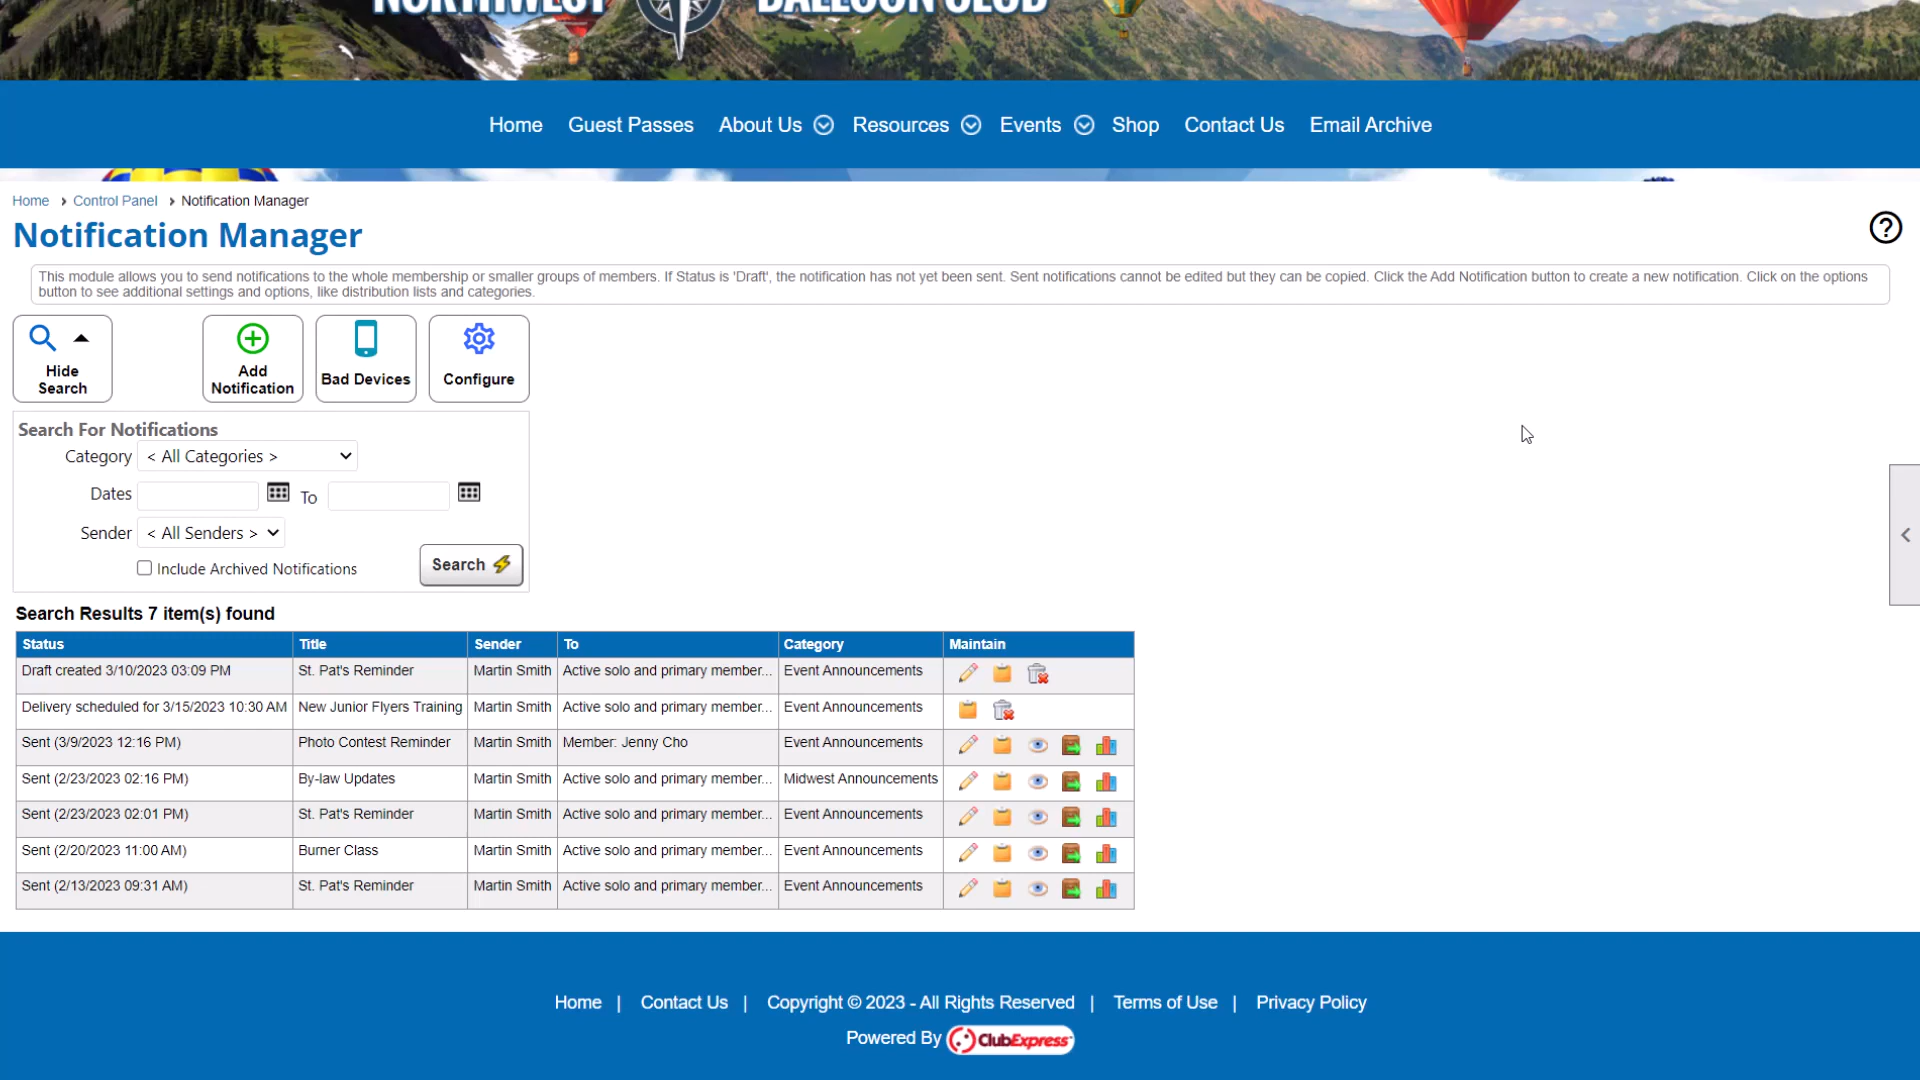 NORTHWEST BALLOON CLUB
Home Guest Passes About Us Resources Events Shop Contact Us Email Archive
Home › Control Panel › Notification Manager
Notification Manager
?
This module allows you to send notifications to the whole membership or smaller groups of members. If Status is 'Draft', the notification has not yet been sent. Sent notifications cannot be edited but they can be copied. Click the Add Notification button to create a new notification. Click on the options
button to see additional settings and options, like distribution lists and categories.
Hide
Search
Add
Notification
Bad Devices
Configure
Search For Notifications
Category < All Categories >
Dates To
Sender < All Senders >
Include Archived Notifications
Search
Search Results 7 item(s) found
Status Title Sender To Category Maintain
Draft created 3/10/2023 03:09 PM St. Pat's Reminder Martin Smith Active solo and primary member... Event Announcements
Delivery scheduled for 3/15/2023 10:30 AM New Junior Flyers Training Martin Smith Active solo and primary member... Event Announcements
Sent (3/9/2023 12:16 PM) Photo Contest Reminder Martin Smith Member: Jenny Cho Event Announcements
Sent (2/23/2023 02:16 PM) By-law Updates Martin Smith Active solo and primary member... Midwest Announcements
Sent (2/23/2023 02:01 PM) St. Pat's Reminder Martin Smith Active solo and primary member... Event Announcements
Sent (2/20/2023 11:00 AM) Burner Class Martin Smith Active solo and primary member... Event Announcements
Sent (2/13/2023 09:31 AM) St. Pat's Reminder Martin Smith Active solo and primary member... Event Announcements
Home | Contact Us | Copyright © 2023 - All Rights Reserved | Terms of Use | Privacy Policy
Powered By ClubExpress